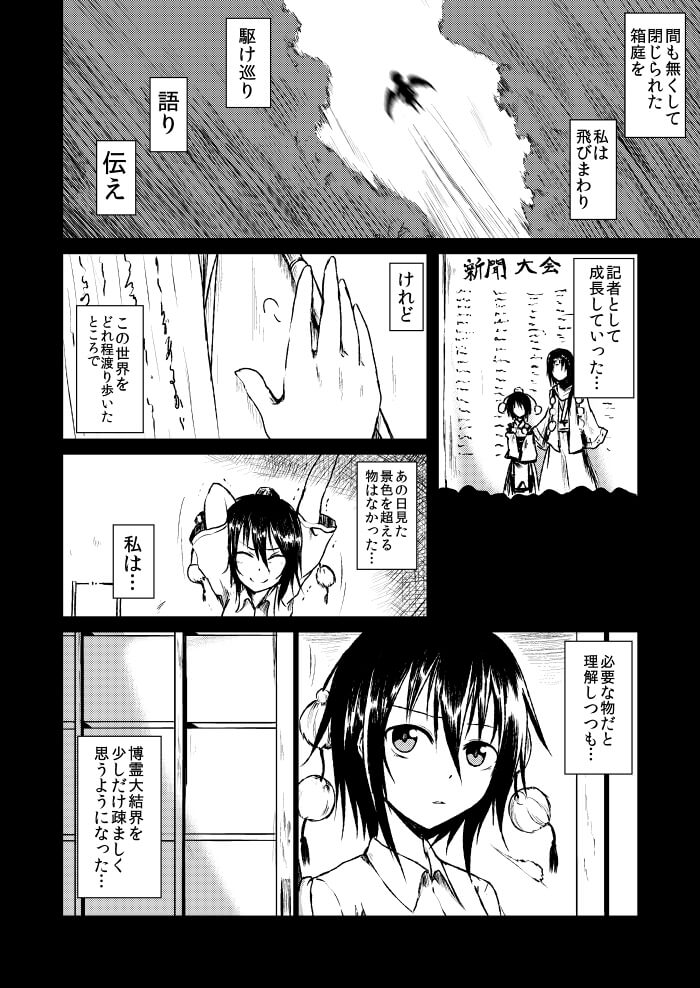 間も無くして
閉じられた
箱庭を
私は
飛びまわり
駆け巡り
語り
伝え
新聞大会
記者として
成長していった…
けれど
この世界を
どれ程渡り歩いた
ところで
あの日見た
景色を超える
物はなかった…
私は…
必要な物だと
理解しつつも…
博霊大結界を
少しだけ疎ましく
思うようになった…